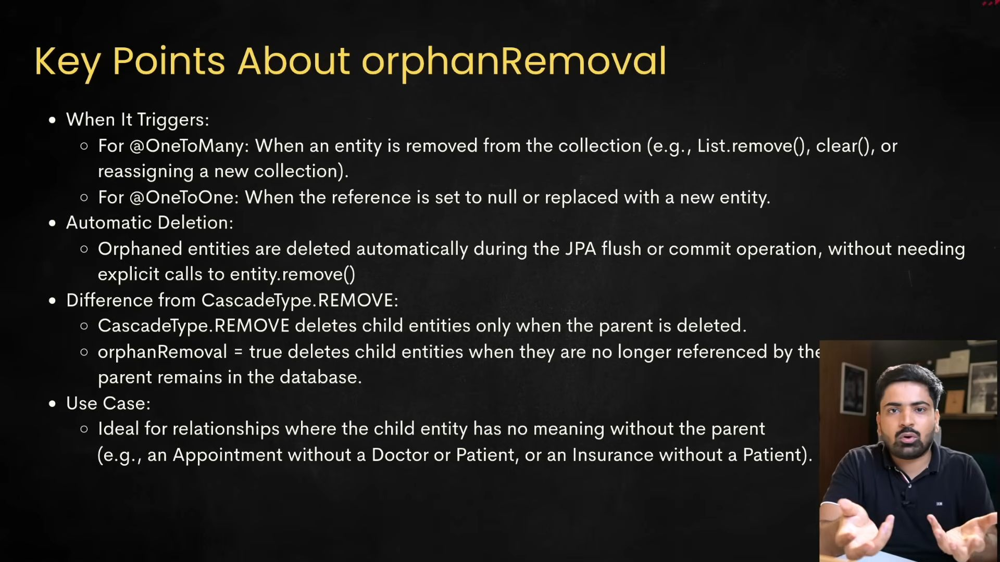 Key Points About orphanRemoval
• When It Triggers:
○ For @OneToMany: When an entity is removed from the collection (e.g., List.remove(), clear(), or
reassigning a new collection).
○ For @OneToOne: When the reference is set to null or replaced with a new entity.
• Automatic Deletion:
○ Orphaned entities are deleted automatically during the JPA flush or commit operation, without needing
explicit calls to entity.remove()
• Difference from CascadeType.REMOVE:
○ CascadeType.REMOVE deletes child entities only when the parent is deleted.
○ orphanRemoval = true deletes child entities when they are no longer referenced by the
parent remains in the database.
• Use Case:
○ Ideal for relationships where the child entity has no meaning without the parent
(e.g., an Appointment without a Doctor or Patient, or an Insurance without a Patient).